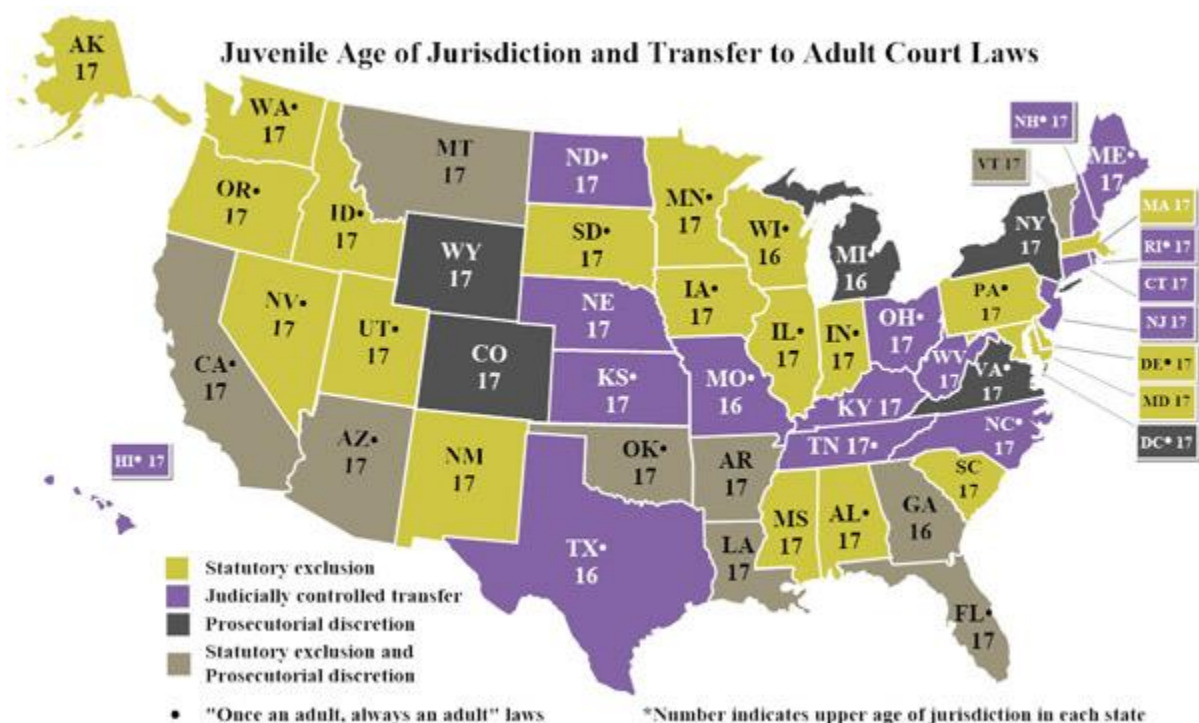 Juvenile Age of Jurisdiction and Transfer to Adult Court Laws
AK
17
WA•
17
OR•
17
ID•
17
MT
17
ND•
17
MN•
17
SD•
17
WI•
16
WY
17
NE
17
IA•
17
MI
16
NY
17
VT 17
NH• 17
ME•
17
MA 17
RI• 17
CT 17
NJ 17
DE• 17
MD 17
DC• 17
PA•
17
OH•
17
WV
17
VA•
17
IL•
17
IN•
17
NV•
17
UT•
17
CO
17
KS•
17
MO•
16
KY 17
CA•
17
AZ•
17
NM
17
OK•
17
AR
17
TN 17•
NC•
17
SC
17
HI• 17
TX•
16
LA
17
MS
17
AL•
17
GA
16
FL•
17
Statutory exclusion
Judicially controlled transfer
Prosecutorial discretion
Statutory exclusion and
Prosecutorial discretion
• "Once an adult, always an adult" laws
*Number indicates upper age of jurisdiction in each state